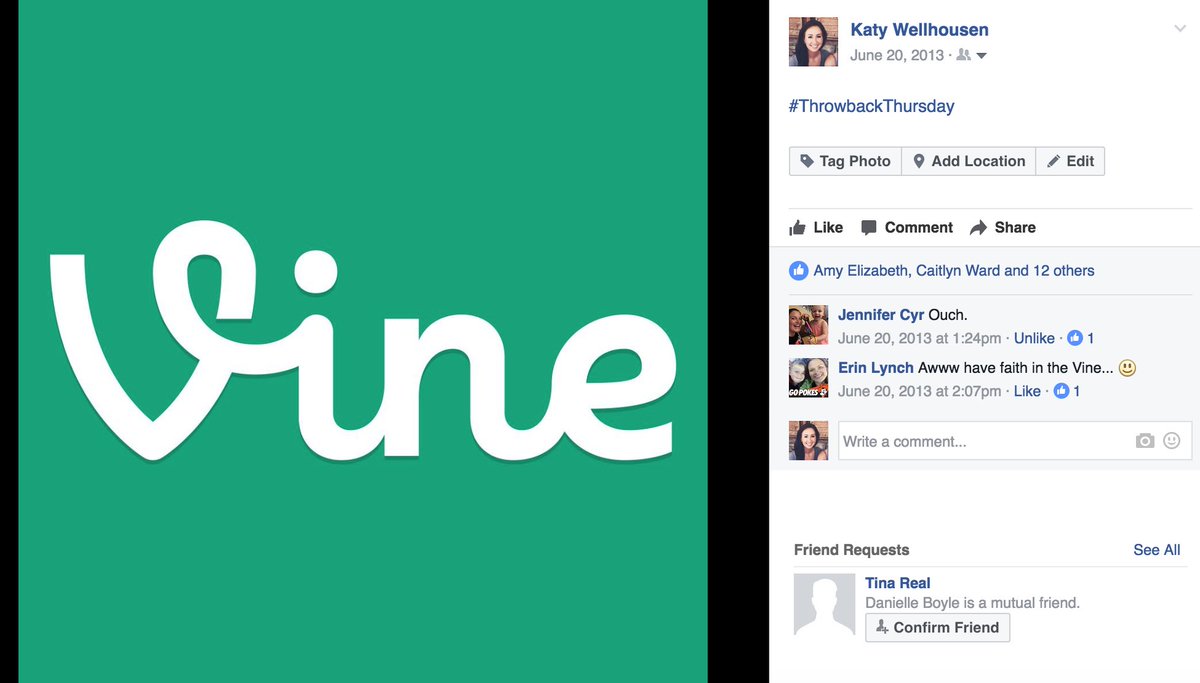 Vine
Katy Wellhousen
June 20, 2013 ·
#ThrowbackThursday
Tag Photo Add Location Edit
Like Comment Share
Amy Elizabeth, Caitlyn Ward and 12 others
Jennifer Cyr Ouch.
June 20, 2013 at 1:24pm · Unlike · 1
Erin Lynch Awww have faith in the Vine...
GO POKES
June 20, 2013 at 2:07pm · Like · 1
Write a comment...
Friend Requests See All
Tina Real
Danielle Boyle is a mutual friend.
Confirm Friend